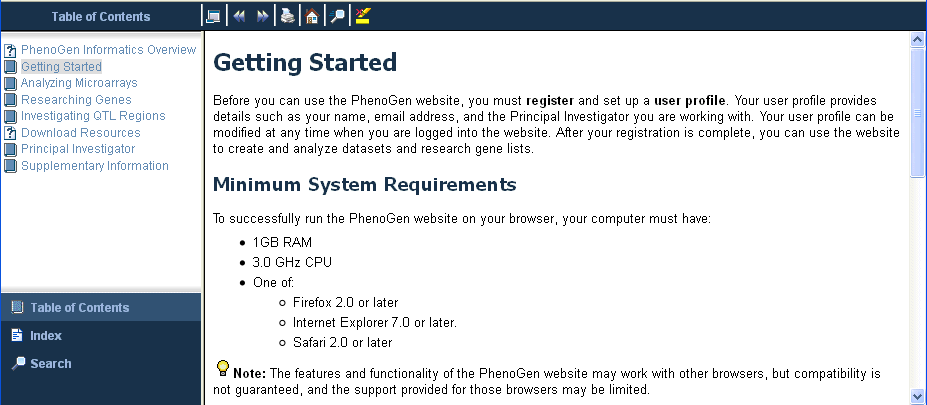 Table of Contents
PhenoGen Informatics Overview
Getting Started
Analyzing Microarrays
Researching Genes
Investigating QTL Regions
Download Resources
Principal Investigator
Supplementary Information
Table of Contents
Index
Search
Getting Started
Before you can use the PhenoGen website, you must register and set up a user profile. Your user profile provides
details such as your name, email address, and the Principal Investigator you are working with. Your user profile can be
modified at any time when you are logged into the website. After your registration is complete, you can use the website
to create and analyze datasets and research gene lists.
Minimum System Requirements
To successfully run the PhenoGen website on your browser, your computer must have:
• 1GB RAM
• 3.0 GHz CPU
• One of:
○ Firefox 2.0 or later
○ Internet Explorer 7.0 or later.
○ Safari 2.0 or later
Note: The features and functionality of the PhenoGen website may work with other browsers, but compatibility is
not guaranteed, and the support provided for those browsers may be limited.